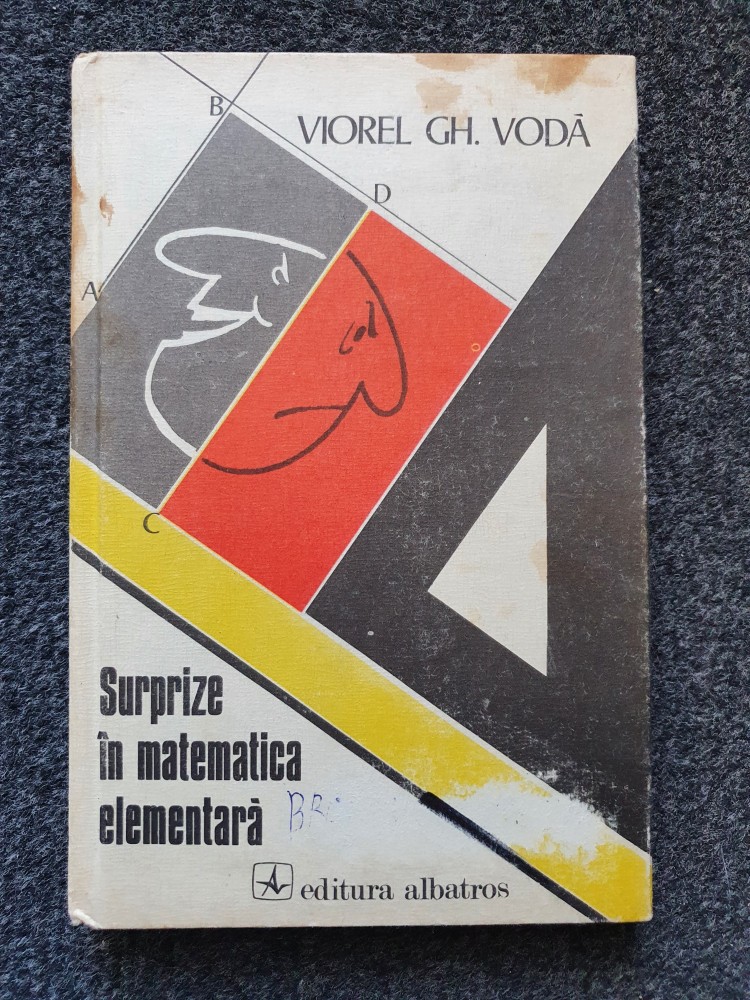 B
VIOREL GH. VODĂ
D
A
C
Surprize
în matematica
elementară
editura albatros